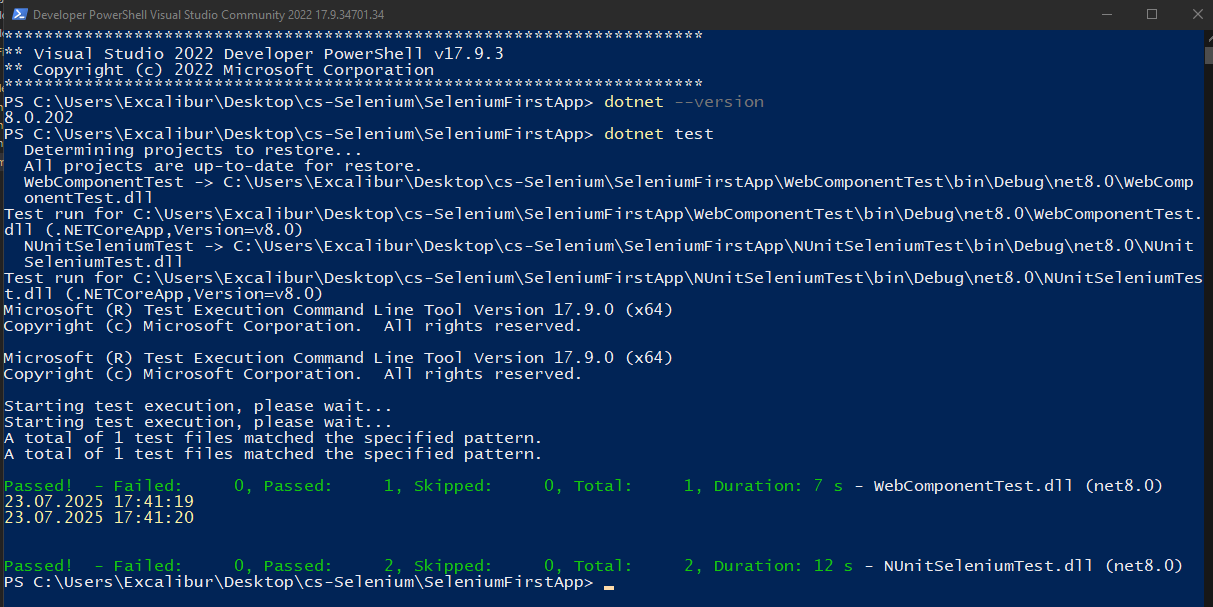 Developer PowerShell Visual Studio Community 2022 17.9.34701.34
**********************************************************************
** Visual Studio 2022 Developer PowerShell v17.9.3
** Copyright (c) 2022 Microsoft Corporation
**********************************************************************
PS C:\Users\Excalibur\Desktop\cs-Selenium\SeleniumFirstApp> dotnet --version
8.0.202
PS C:\Users\Excalibur\Desktop\cs-Selenium\SeleniumFirstApp> dotnet test
  Determining projects to restore...
  All projects are up-to-date for restore.
  WebComponentTest -> C:\Users\Excalibur\Desktop\cs-Selenium\SeleniumFirstApp\WebComponentTest\bin\Debug\net8.0\WebComp
  onentTest.dll
Test run for C:\Users\Excalibur\Desktop\cs-Selenium\SeleniumFirstApp\WebComponentTest\bin\Debug\net8.0\WebComponentTest.
dll (.NETCoreApp,Version=v8.0)
  NUnitSeleniumTest -> C:\Users\Excalibur\Desktop\cs-Selenium\SeleniumFirstApp\NUnitSeleniumTest\bin\Debug\net8.0\NUnit
  SeleniumTest.dll
Test run for C:\Users\Excalibur\Desktop\cs-Selenium\SeleniumFirstApp\NUnitSeleniumTest\bin\Debug\net8.0\NUnitSeleniumTes
t.dll (.NETCoreApp,Version=v8.0)
Microsoft (R) Test Execution Command Line Tool Version 17.9.0 (x64)
Copyright (c) Microsoft Corporation.  All rights reserved.

Microsoft (R) Test Execution Command Line Tool Version 17.9.0 (x64)
Copyright (c) Microsoft Corporation.  All rights reserved.

Starting test execution, please wait...
Starting test execution, please wait...
A total of 1 test files matched the specified pattern.
A total of 1 test files matched the specified pattern.

Passed!  - Failed:     0, Passed:     1, Skipped:     0, Total:     1, Duration: 7 s - WebComponentTest.dll (net8.0)
23.07.2025 17:41:19
23.07.2025 17:41:20

Passed!  - Failed:     0, Passed:     2, Skipped:     0, Total:     2, Duration: 12 s - NUnitSeleniumTest.dll (net8.0)
PS C:\Users\Excalibur\Desktop\cs-Selenium\SeleniumFirstApp>